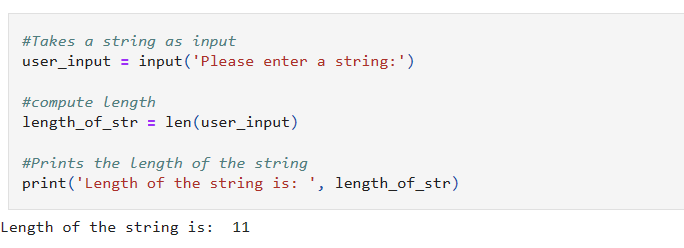 #Takes a string as input
user_input = input('Please enter a string:')
#compute length
length_of_str = len(user_input)
#Prints the length of the string
print('Length of the string is: ', length_of_str)
Length of the string is:  11